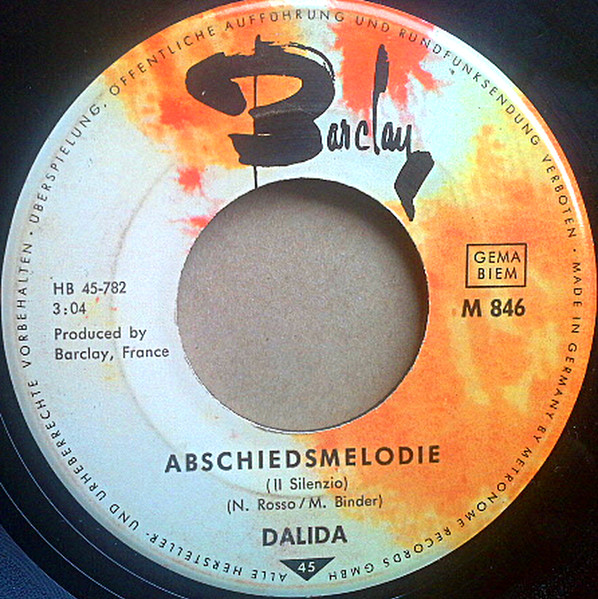 ALLE HERSTELLER- UND URHEBERRECHTE VORBEHALTEN · ÜBERSPIELUNG, ÖFFENTLICHE AUFFÜHRUNG UND RUNDFUNKSENDUNG VERBOTEN · MADE IN GERMANY BY METRONOME RECORDS GMBH
Barclay
GEMA
BIEM
HB 45-782
M 846
3:04
Produced by
Barclay, France
ABSCHIEDSMELODIE
(Il Silenzio)
(N. Rosso/M. Binder)
DALIDA
45